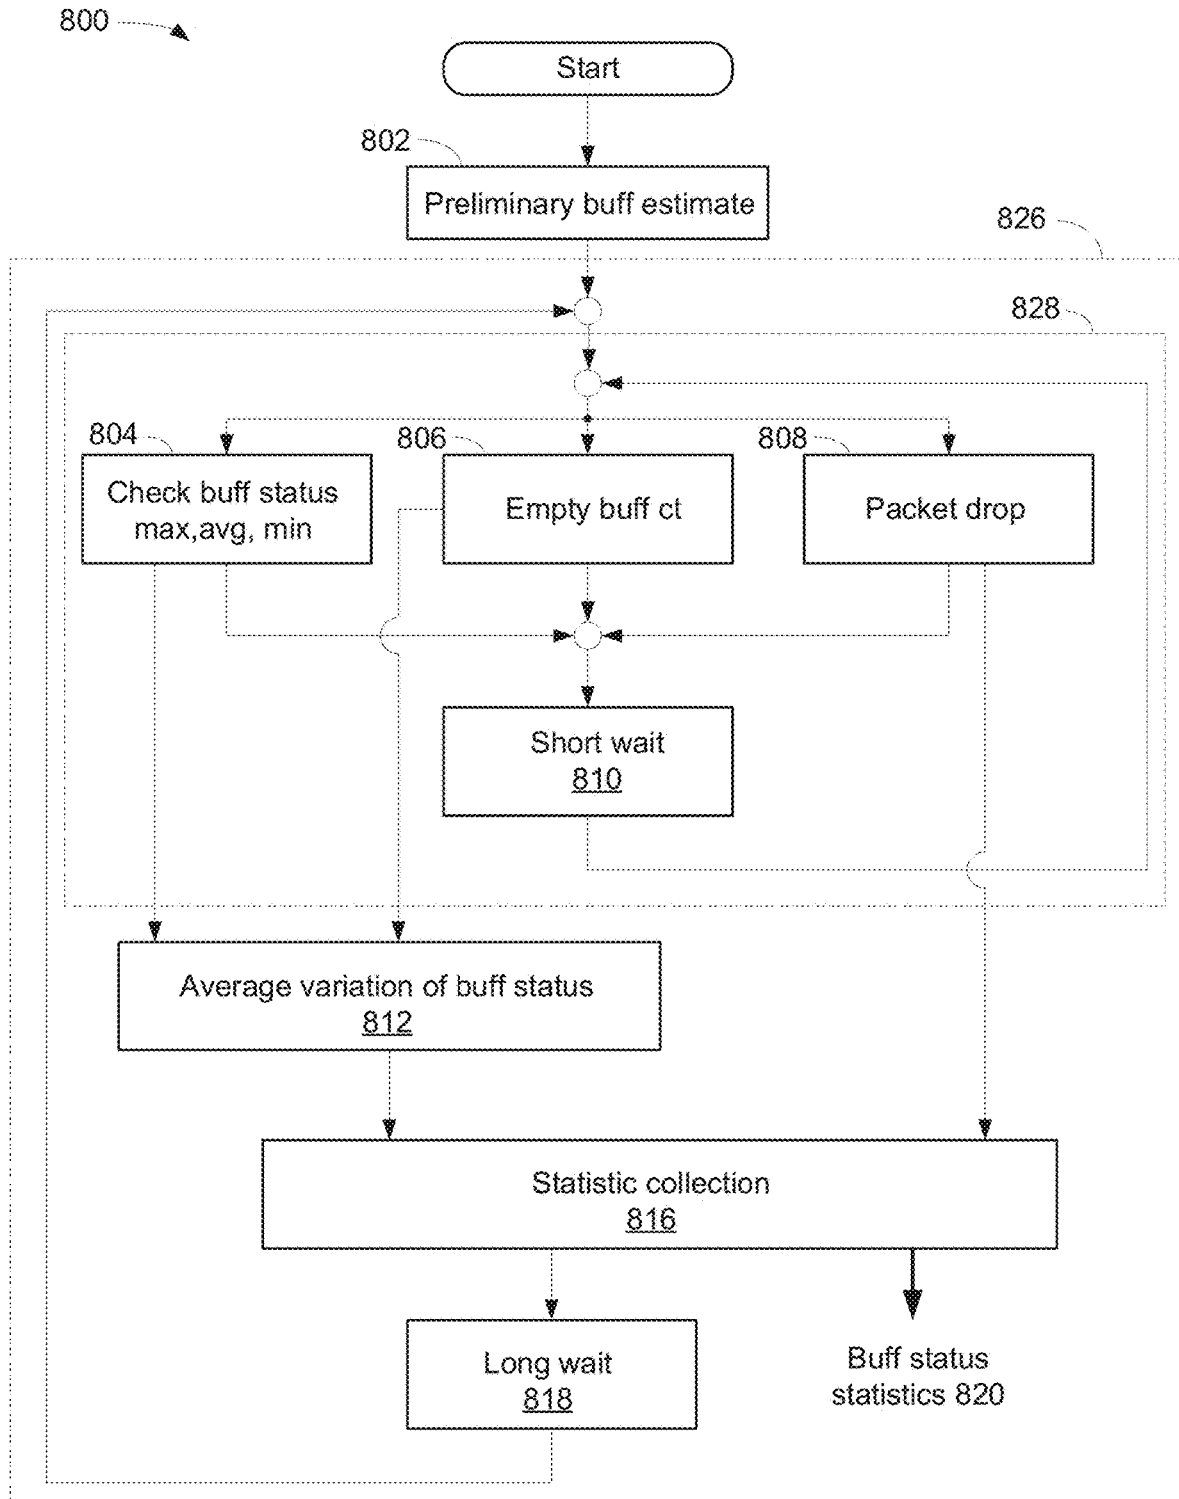 800
Start
802
Preliminary buff estimate
826
828
804
806
808
Check buff status
max,avg, min
Empty buff ct
Packet drop
Short wait
810
Average variation of buff status
812
Statistic collection
816
Long wait
818
Buff status
statistics 820